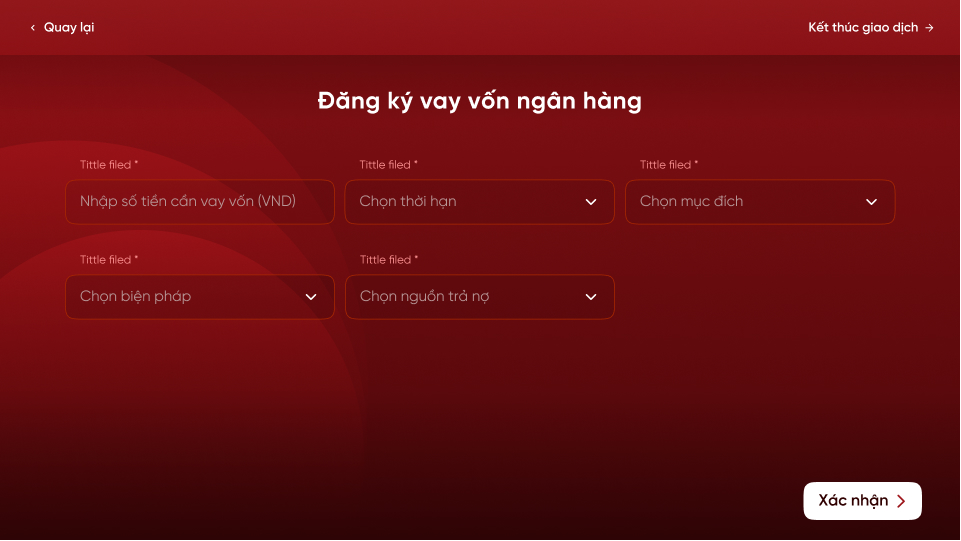 Quay lại
Kết thúc giao dịch
Đăng ký vay vốn ngân hàng
Tittle filed *
Tittle filed *
Tittle filed *
Nhập số tiền cần vay vốn (VND)
Chọn thời hạn
Chọn mục đích
Tittle filed *
Tittle filed *
Chọn biện pháp
Chọn nguồn trả nợ
Xác nhận